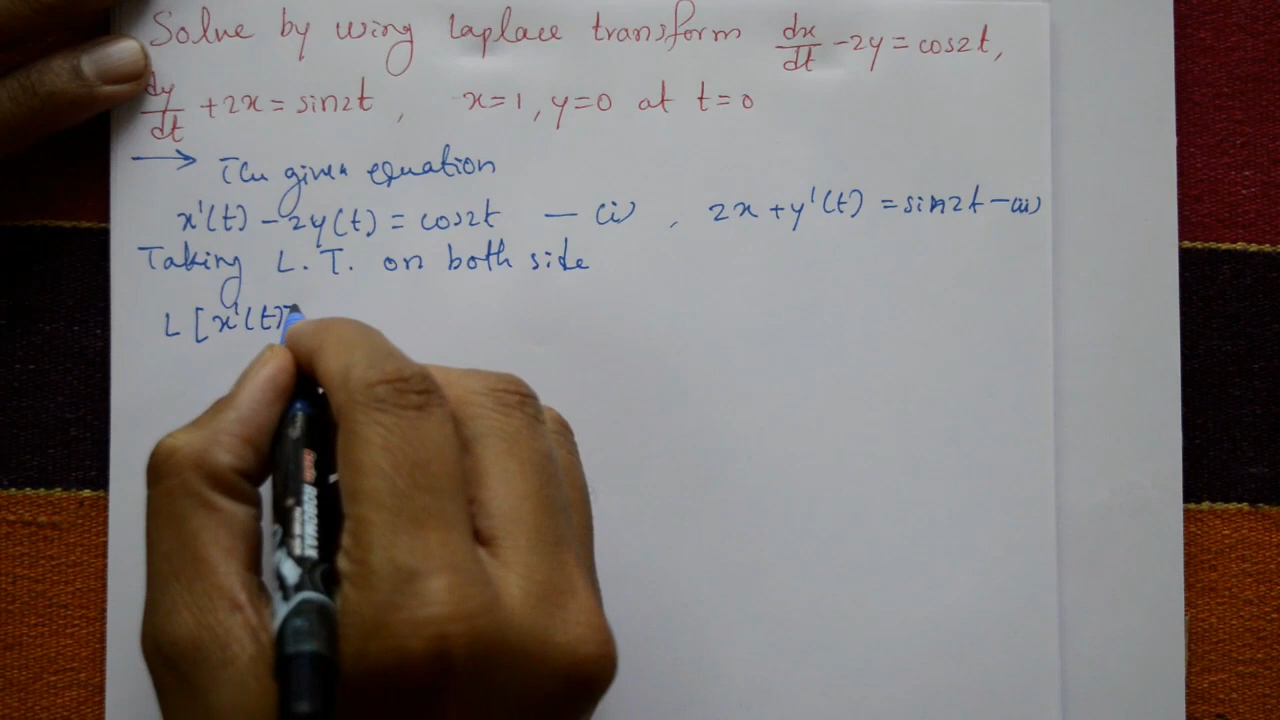 Solve by using laplace transform dx/dt - 2y = cos2t,
dy/dt + 2x = sin2t , x=1, y=0 at t=0
→ The given equation
x'(t) - 2y(t) = cos2t — (i) , 2x + y'(t) = sin2t - (ii)
Taking L.T. on both side
L [x'(t)]